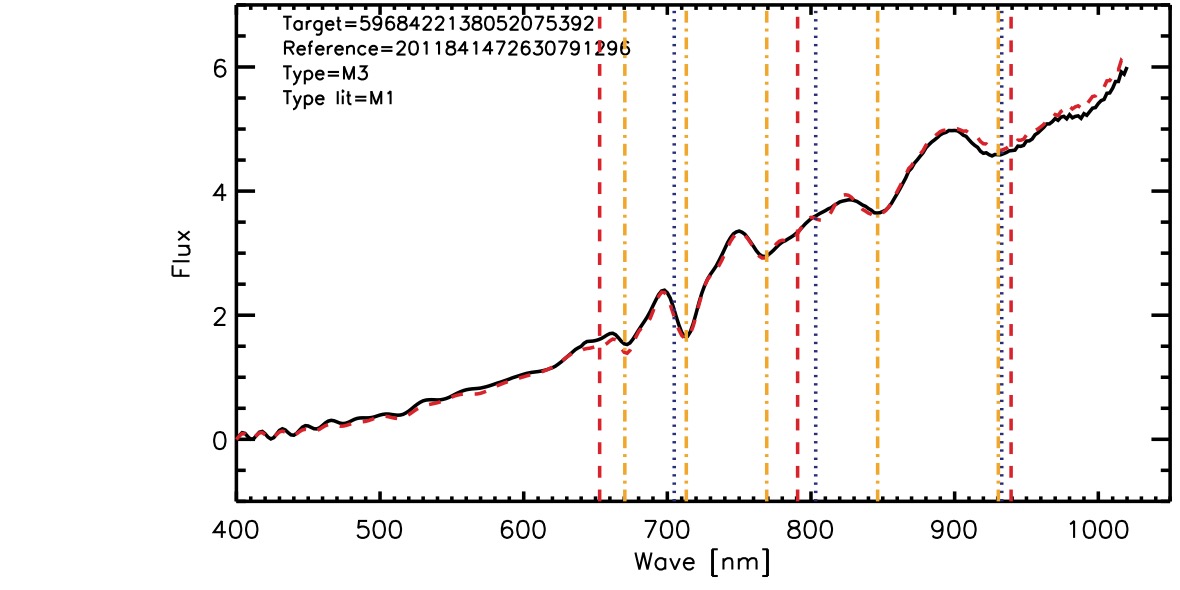 Target=5968422138052075392
Reference=2011841472630791296
Type=M3
Type lit=M1
6
4
2
0
Flux
400 500 600 700 800 900 1000
Wave [nm]